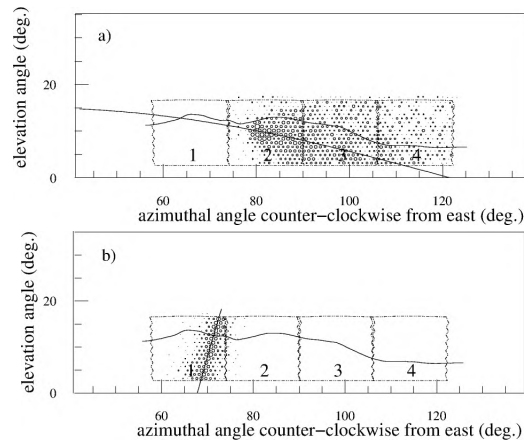 a)
elevation angle (deg.)
20
0
1 2 3 4
60 80 100 120
azimuthal angle counter−clockwise from east (deg.)
b)
elevation angle (deg.)
20
0
1 2 3 4
60 80 100 120
azimuthal angle counter−clockwise from east (deg.)